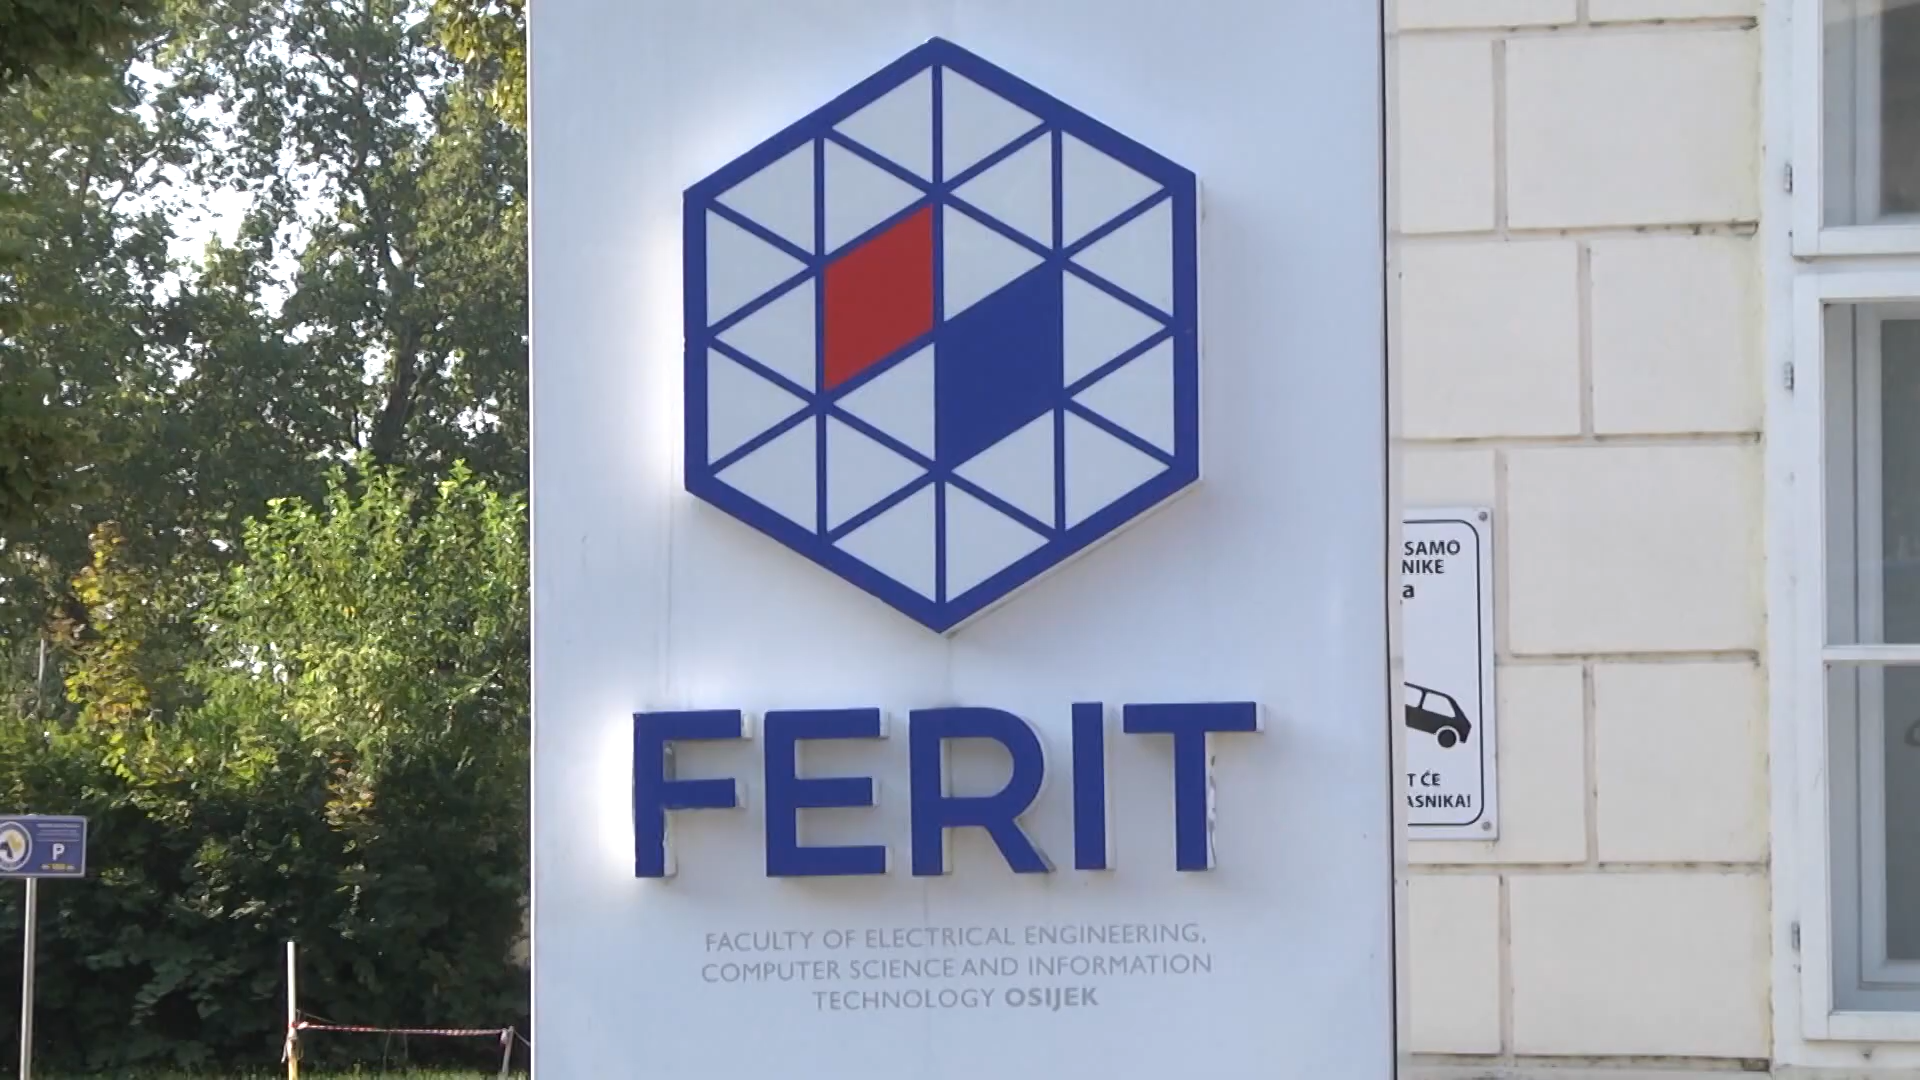 FERIT
FACULTY OF ELECTRICAL ENGINEERING,
COMPUTER SCIENCE AND INFORMATION
TECHNOLOGY OSIJEK
SAMO
NIKE
a
T ĆE
ASNIKA!
P